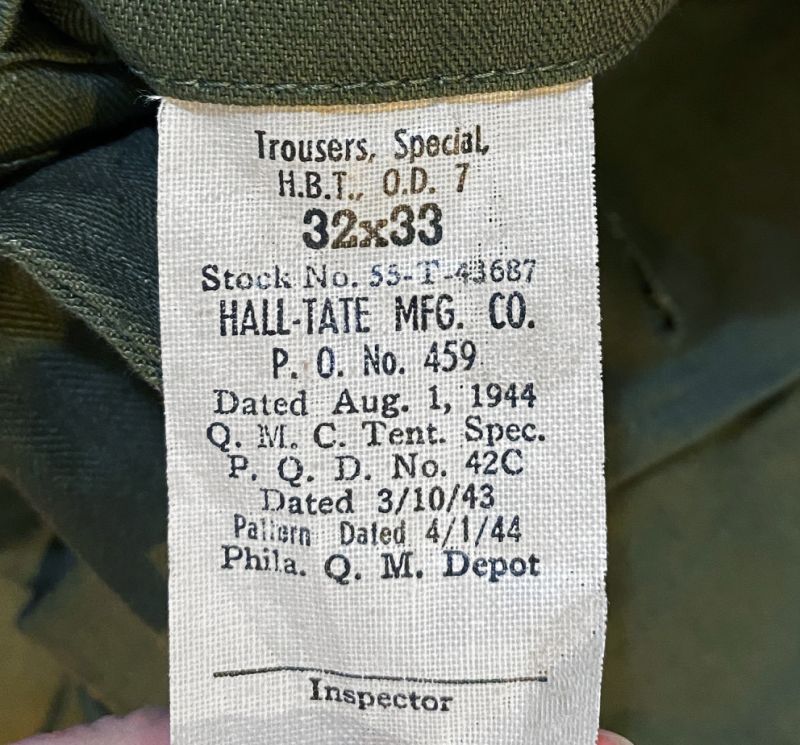 Trousers, Special,
H.B.T., O.D. 7
32x33
Stock No. 55-T-43687
HALL-TATE MFG. CO.
P. O. No. 459
Dated Aug. 1, 1944
Q. M. C. Tent. Spec.
P. Q. D. No. 42C
Dated 3/10/43
Pattern Dated 4/1/44
Phila. Q. M. Depot
Inspector